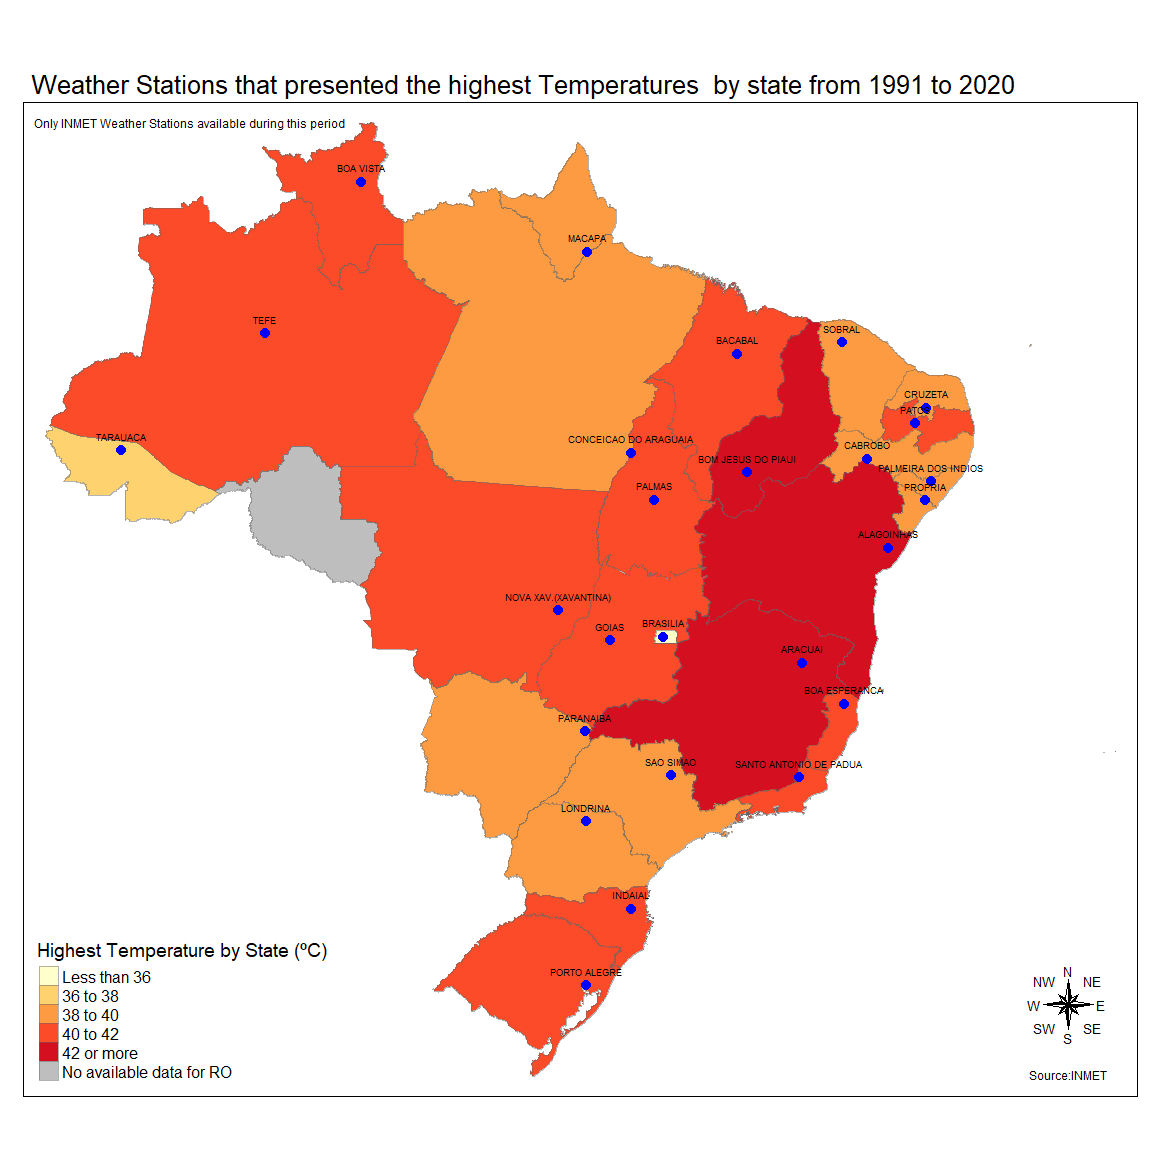 Weather Stations that presented the highest Temperatures  by state from 1991 to 2020
Only INMET Weather Stations available during this period
BOA VISTA
MACAPA
TEFE
SOBRAL
BACABAL
CRUZETA
PATOS
TARAUACA
CONCEICAO DO ARAGUAIA
CABROBO
BOM JESUS DO PIAUI
PALMEIRA DOS INDIOS
PALMAS
PROPRIA
ALAGOINHAS
NOVA XAV.(XAVANTINA)
GOIAS
BRASILIA
ARACUAI
BOA ESPERANCA
PARANAIBA
SAO SIMAO
SANTO ANTONIO DE PADUA
LONDRINA
INDAIAL
PORTO ALEGRE
Highest Temperature by State (ºC)
Less than 36
36 to 38
38 to 40
40 to 42
42 or more
No available data for RO
N
NW
NE
W
E
SW
SE
S
Source:INMET